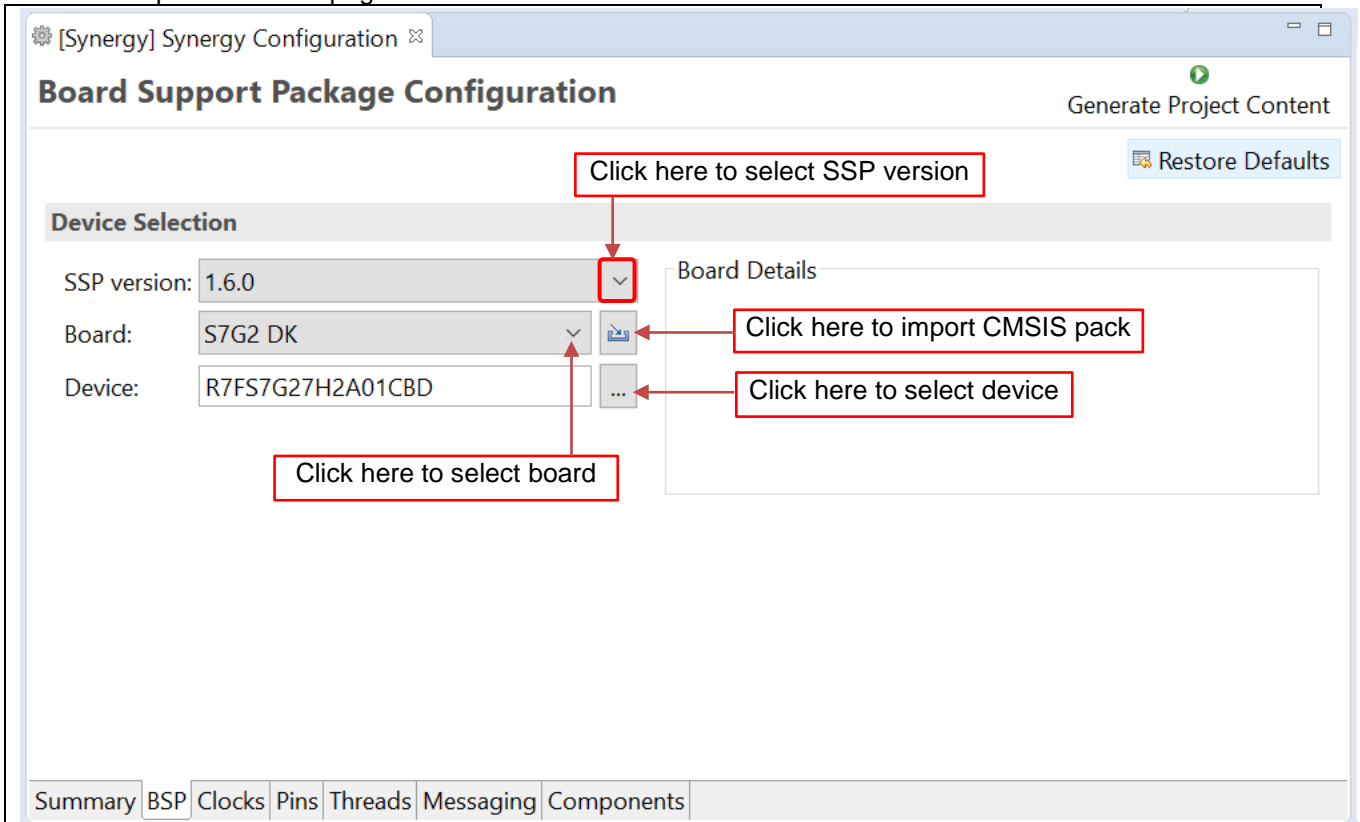 [Synergy] Synergy Configuration
Board Support Package Configuration
Generate Project Content
Restore Defaults
Click here to select SSP version
Device Selection
SSP version: 1.6.0
Board Details
Board: S7G2 DK
Click here to import CMSIS pack
Device: R7FS7G27H2A01CBD ...
Click here to select device
Click here to select board
Summary BSP Clocks Pins Threads Messaging Components